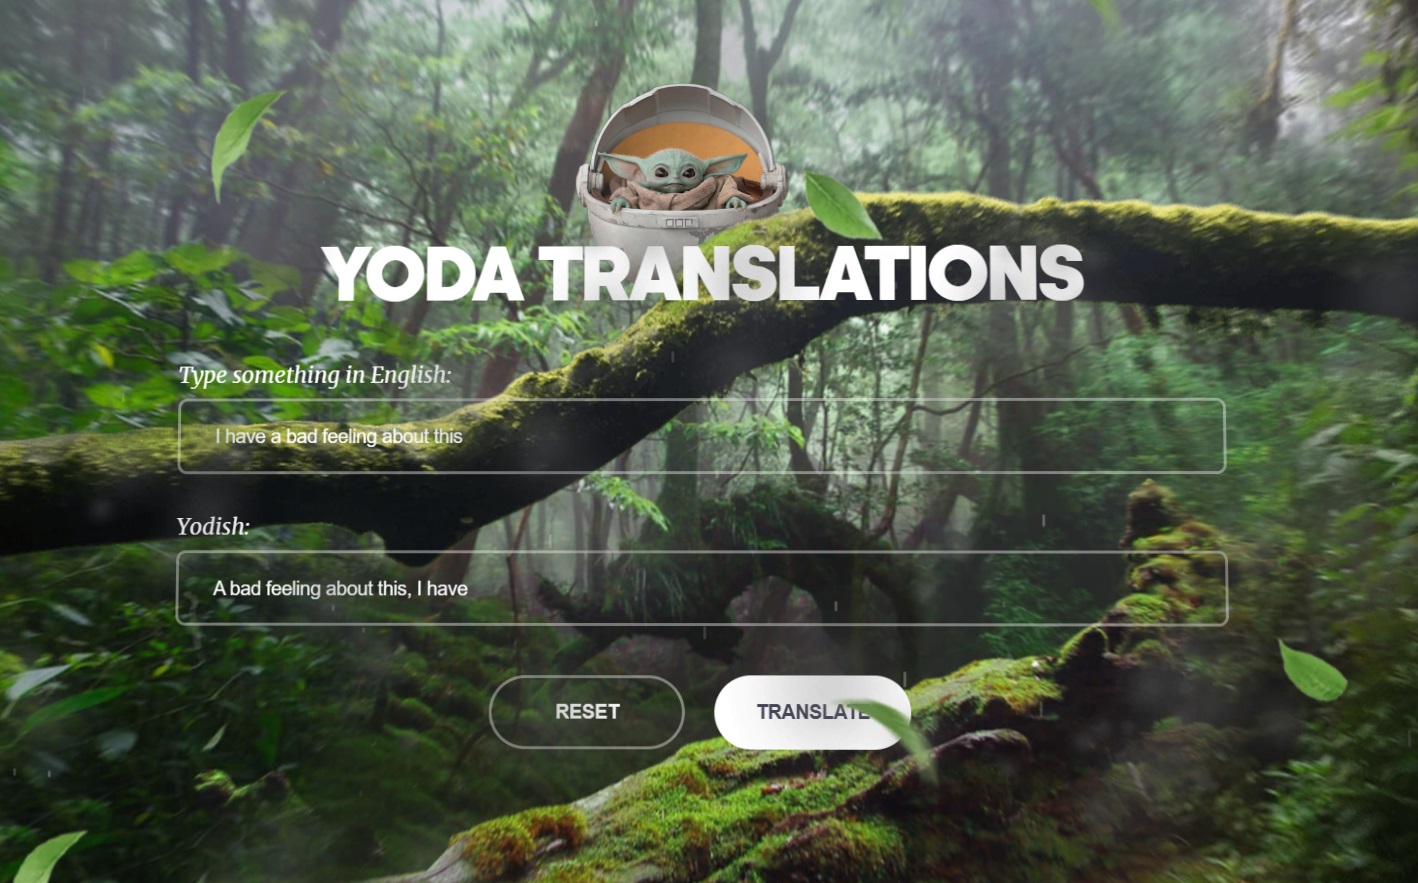 YODA TRANSLATIONS
Type something in English:
I have a bad feeling about this
Yodish:
A bad feeling about this, I have
RESET
TRANSLATE